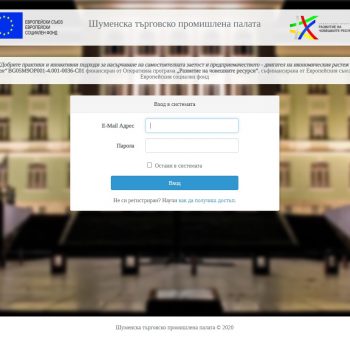 ЕВРОПЕЙСКИ СЪЮЗ
ЕВРОПЕЙСКИ
СОЦИАЛЕН ФОНД
Шуменска търговско промишлена палата
РАЗВИТИЕ НА
ЧОВЕШКИТЕ РЕСУРСИ
"Добрите практики и иновативни подходи за насърчаване на самостоятелната заетост и предприемачеството - двигател на икономическия растеж
BG05M9OP001-4.001-0036-C01 финансиран от Оперативна програма „Развитие на човешките ресурси", съфинансирана от Европейския съюз
Европейския социален фонд
Вход в системата
E-Mail Адрес
Парола
Остани в системата
Вход
Не си регистриран? Научи как да получиш достъп.
Шуменска търговско промишлена палата © 2020